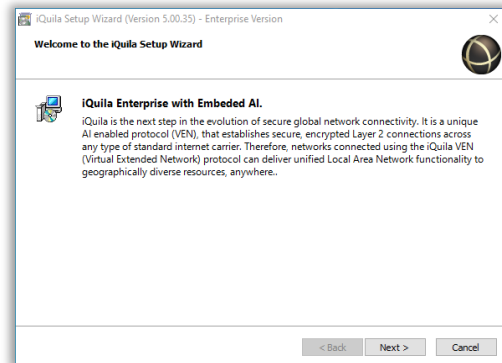 iQuila Setup Wizard (Version 5.00.35) - Enterprise Version
Welcome to the iQuila Setup Wizard
iQuila Enterprise with Embeded AI.
iQuila is the next step in the evolution of secure global network connectivity. It is a unique
AI enabled protocol (VEN), that establishes secure, encrypted Layer 2 connections across
any type of standard internet carrier. Therefore, networks connected using the iQuila VEN
(Virtual Extended Network) protocol can deliver unified Local Area Network functionality to
geographically diverse resources, anywhere..
< Back Next > Cancel